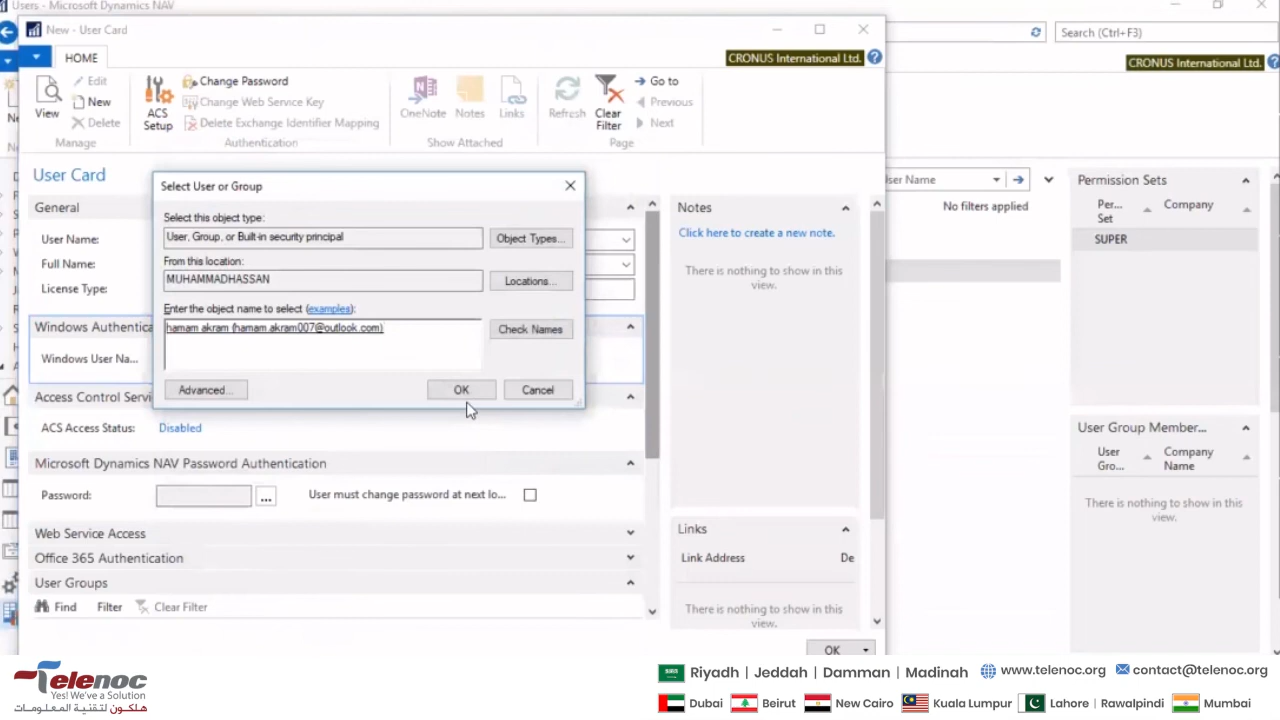 Users - Microsoft Dynamics NAV
New - User Card
Search (Ctrl+F3)
HOME
CRONUS International Ltd.
CRONUS International Ltd.
View
Edit
New
Delete
Manage
ACS Setup
Change Password
Change Web Service Key
Delete Exchange Identifier Mapping
Authentication
OneNote
Notes
Links
Show Attached
Refresh
Clear Filter
Go to
Previous
Next
Page
User Card
General
User Name:
Full Name:
License Type:
Windows Authentica
Windows User Na...
Access Control Servi
ACS Access Status:
Disabled
Microsoft Dynamics NAV Password Authentication
Password:
...
User must change password at next lo...
Web Service Access
Office 365 Authentication
User Groups
Find
Filter
Clear Filter
Select User or Group
Select this object type:
User, Group, or Built-in security principal
Object Types...
From this location:
MUHAMMADHASSAN
Locations...
Enter the object name to select (examples):
hamam akram (hamam.akram007@outlook.com)
Check Names
Advanced...
OK
Cancel
Notes
Click here to create a new note.
There is nothing to show in this view.
Links
Link Address
De
There is nothing to show in this view.
OK
ser Name
No filters applied
Permission Sets
Per... Set
Company
SUPER
User Group Member...
User Gro...
Company Name
There is nothing to show in this view.
Telenoc
Yes! We've a Solution
هلكون لتقنية المعلومات
Riyadh | Jeddah | Damman | Madinah
www.telenoc.org
contact@telenoc.org
Dubai
Beirut
New Cairo
Kuala Lumpur
Lahore | Rawalpindi
Mumbai